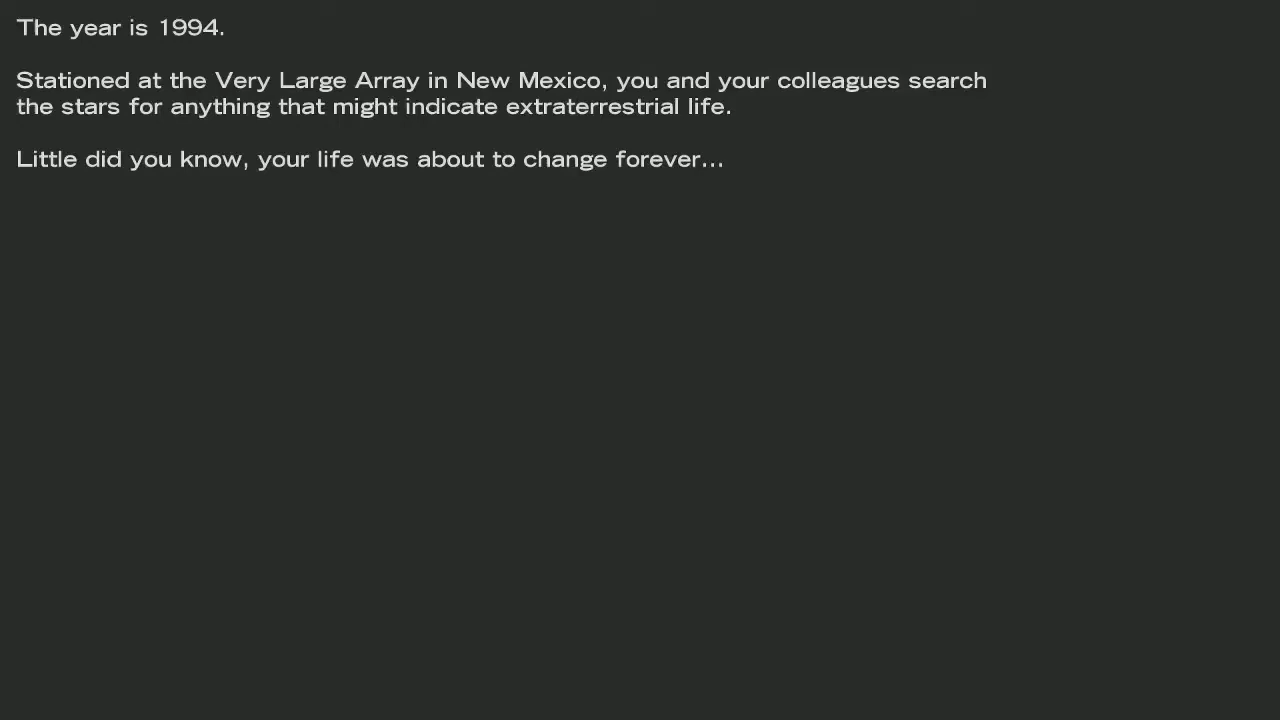 The year is 1994.
Stationed at the Very Large Array in New Mexico, you and your colleagues search
the stars for anything that might indicate extraterrestrial life.
Little did you know, your life was about to change forever...